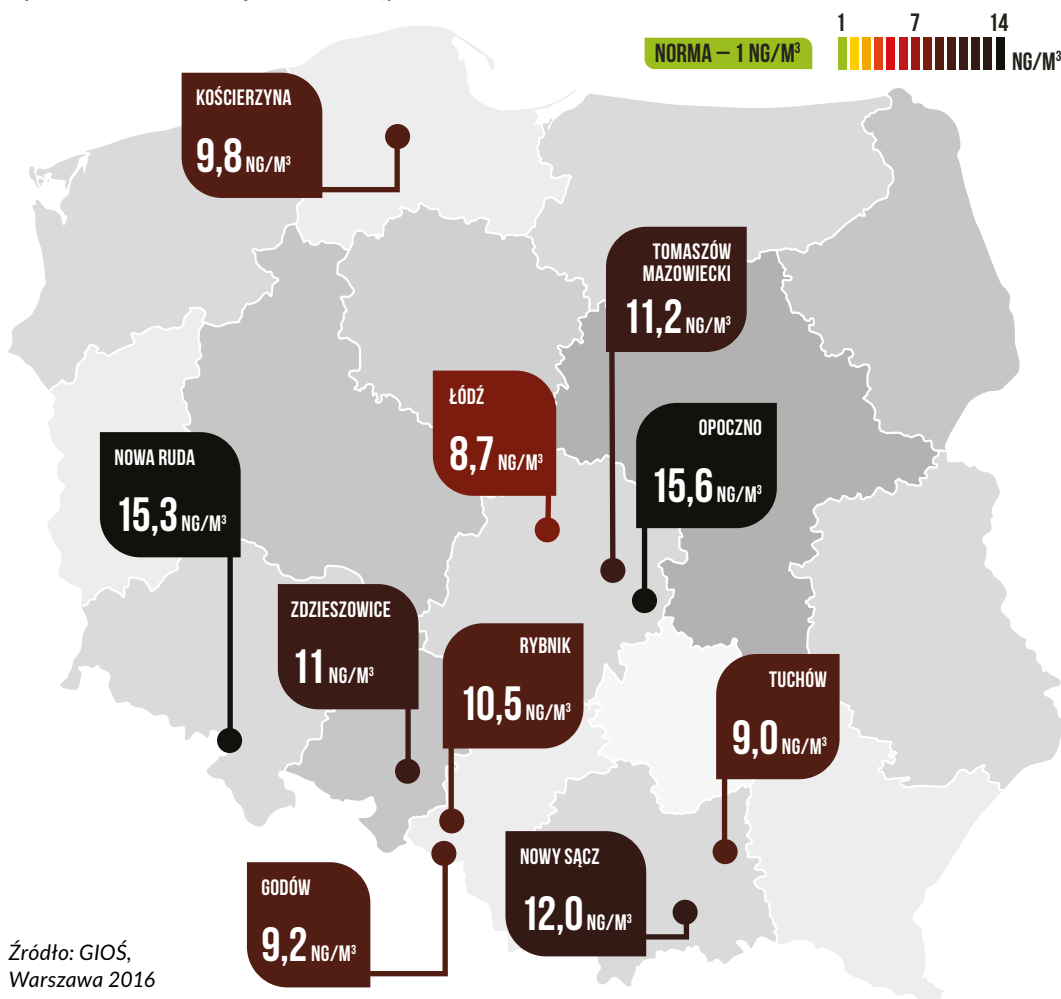 1 7 14
NORMA – 1 NG/M³
NG/M³
KOŚCIERZYNA
9,8 NG/M³
TOMASZÓW
MAZOWIECKI
11,2 NG/M³
ŁÓDŹ
8,7 NG/M³
OPOCZNO
15,6 NG/M³
NOWA RUDA
15,3 NG/M³
ZDZIESZOWICE
11 NG/M³
RYBNIK
10,5 NG/M³
TUCHÓW
9,0 NG/M³
NOWY SĄCZ
12,0 NG/M³
GODÓW
9,2 NG/M³
Źródło: GIOŚ,
Warszawa 2016